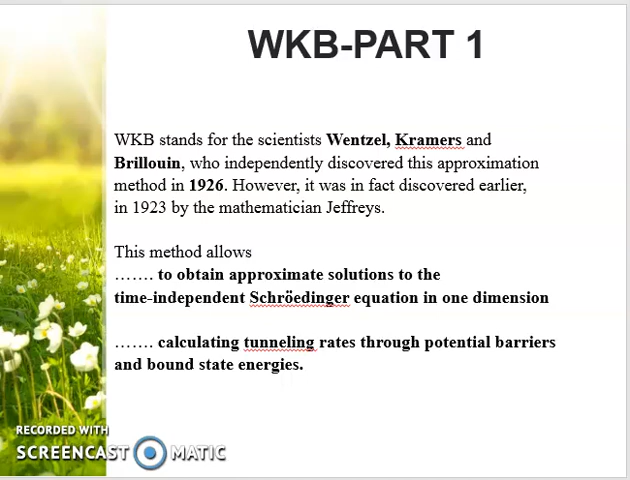 WKB-PART 1
WKB stands for the scientists Wentzel, Kramers and
Brillouin, who independently discovered this approximation
method in 1926. However, it was in fact discovered earlier,
in 1923 by the mathematician Jeffreys.
This method allows
……. to obtain approximate solutions to the
time-independent Schröedinger equation in one dimension
……. calculating tunneling rates through potential barriers
and bound state energies.
RECORDED WITH
SCREENCAST MATIC